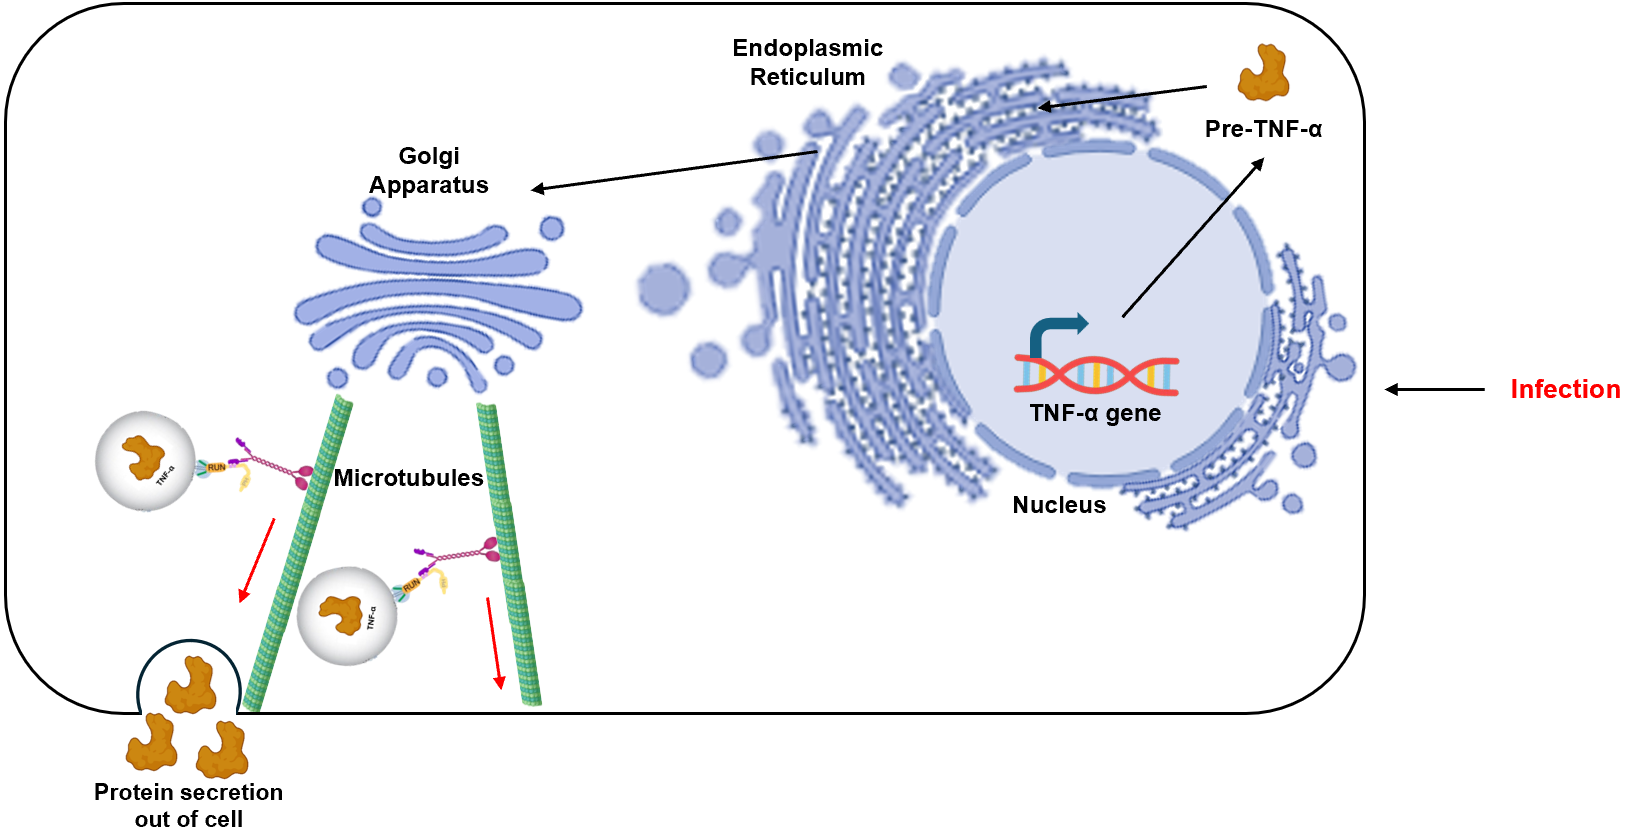 Endoplasmic
Reticulum
Pre-TNF-α
Golgi
Apparatus
TNF-α gene
Infection
Nucleus
Microtubules
TNF-α
RUN
TNF-α
RUN
Protein secretion
out of cell